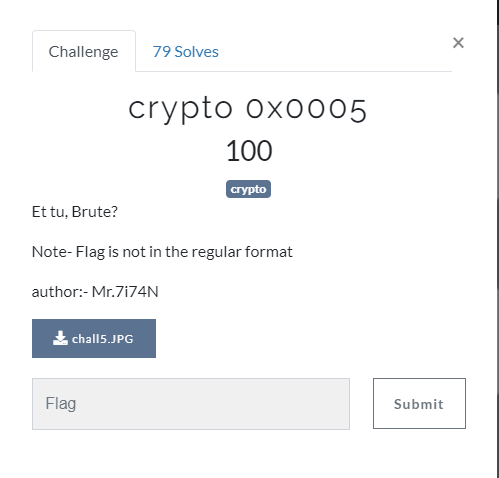 Challenge
79 Solves
×
crypto 0x0005
100
crypto
Et tu, Brute?
Note- Flag is not in the regular format
author:- Mr.7i74N
chall5.JPG
Flag
Submit